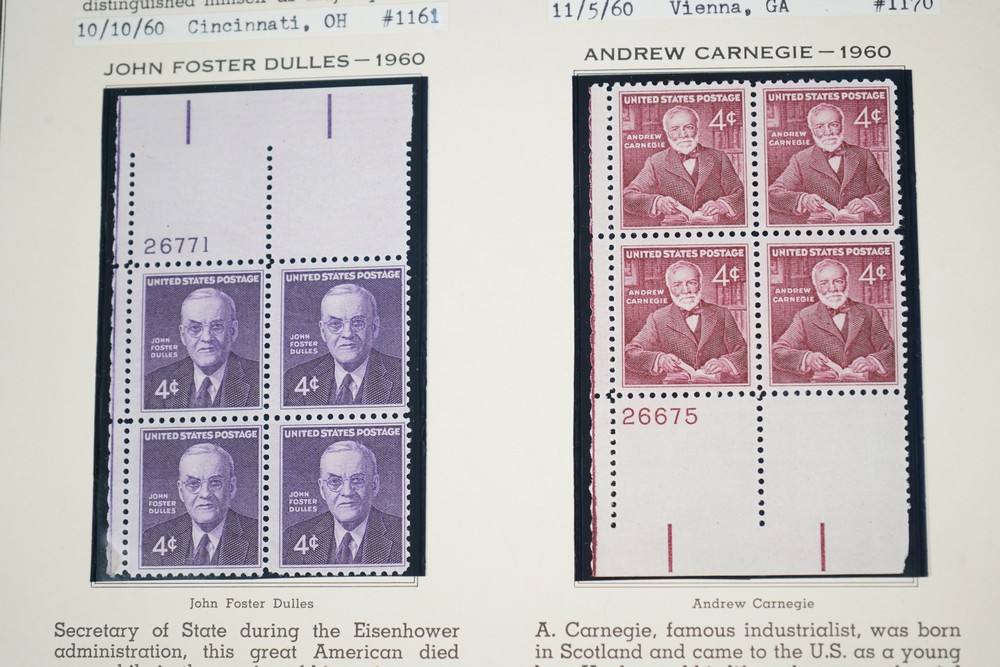 distinguished himself as
10/10/60 Cincinnati, OH #1161
JOHN FOSTER DULLES — 1960
26771
UNITED STATES POSTAGE
JOHN
FOSTER
DULLES
4¢
UNITED STATES POSTAGE
JOHN
FOSTER
DULLES
4¢
UNITED STATES POSTAGE
JOHN
FOSTER
DULLES
4¢
UNITED STATES POSTAGE
JOHN
FOSTER
DULLES
4¢
John Foster Dulles
Secretary of State during the Eisenhower
administration, this great American died
11/5/60 Vienna, GA #1170
ANDREW CARNEGIE — 1960
UNITED STATES POSTAGE
4¢
ANDREW
CARNEGIE
UNITED STATES POSTAGE
4¢
ANDREW
CARNEGIE
UNITED STATES POSTAGE
4¢
ANDREW
CARNEGIE
UNITED STATES POSTAGE
4¢
ANDREW
CARNEGIE
26675
Andrew Carnegie
A. Carnegie, famous industrialist, was born
in Scotland and came to the U.S. as a young